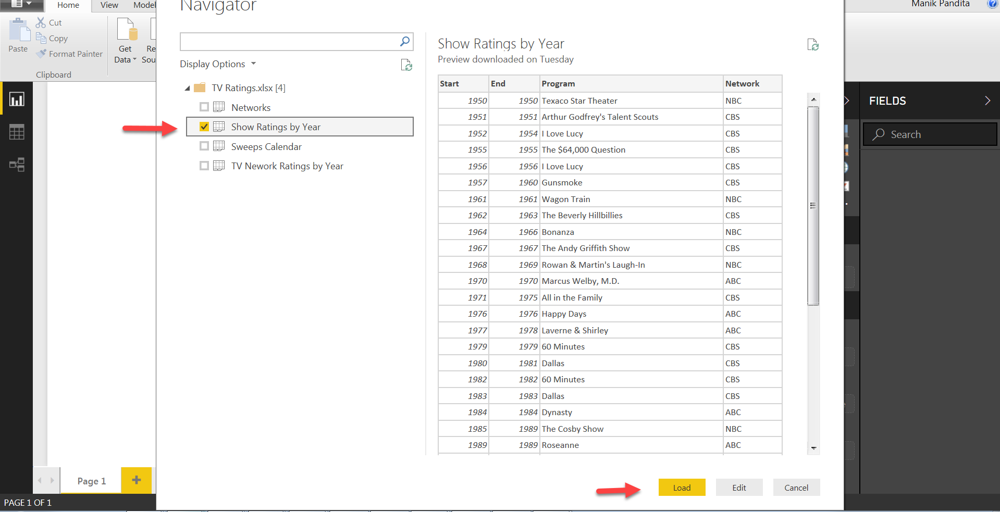 Navigator
Home View Model
Manik Pandita
Cut
Copy
Format Painter
Paste
Get
Data
Re
Sou
Clipboard
Display Options
TV Ratings.xlsx [4]
Networks
Show Ratings by Year
Sweeps Calendar
TV Nework Ratings by Year
Show Ratings by Year
Preview downloaded on Tuesday
Start End Program Network
1950 1950 Texaco Star Theater NBC
1951 1951 Arthur Godfrey's Talent Scouts CBS
1952 1954 I Love Lucy CBS
1955 1955 The $64,000 Question CBS
1956 1956 I Love Lucy CBS
1957 1960 Gunsmoke CBS
1961 1961 Wagon Train NBC
1962 1963 The Beverly Hillbillies CBS
1964 1966 Bonanza NBC
1967 1967 The Andy Griffith Show CBS
1968 1969 Rowan & Martin's Laugh-In NBC
1970 1970 Marcus Welby, M.D. ABC
1971 1975 All in the Family CBS
1976 1976 Happy Days ABC
1977 1978 Laverne & Shirley ABC
1979 1979 60 Minutes CBS
1980 1981 Dallas CBS
1982 1982 60 Minutes CBS
1983 1983 Dallas CBS
1984 1984 Dynasty ABC
1985 1989 The Cosby Show NBC
1989 1989 Roseanne ABC
Load Edit Cancel
FIELDS
Search
Page 1 +
PAGE 1 OF 1